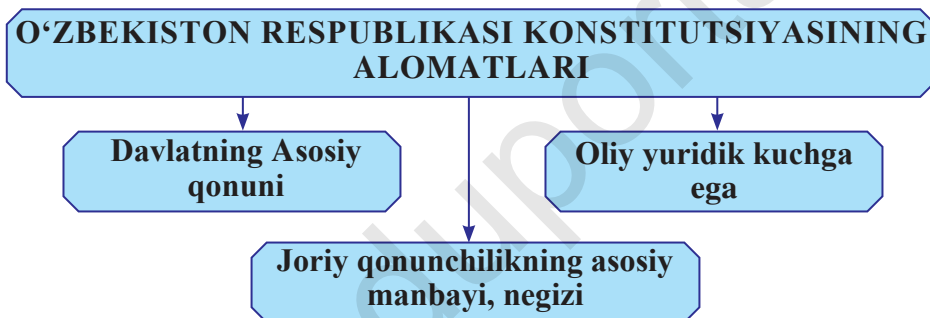 O‘ZBEKISTON RESPUBLIKASI KONSTITUTSIYASINING
ALOMATLARI
Davlatning Asosiy
qonuni
Oliy yuridik kuchga
ega
Joriy qonunchilikning asosiy
manbayi, negizi